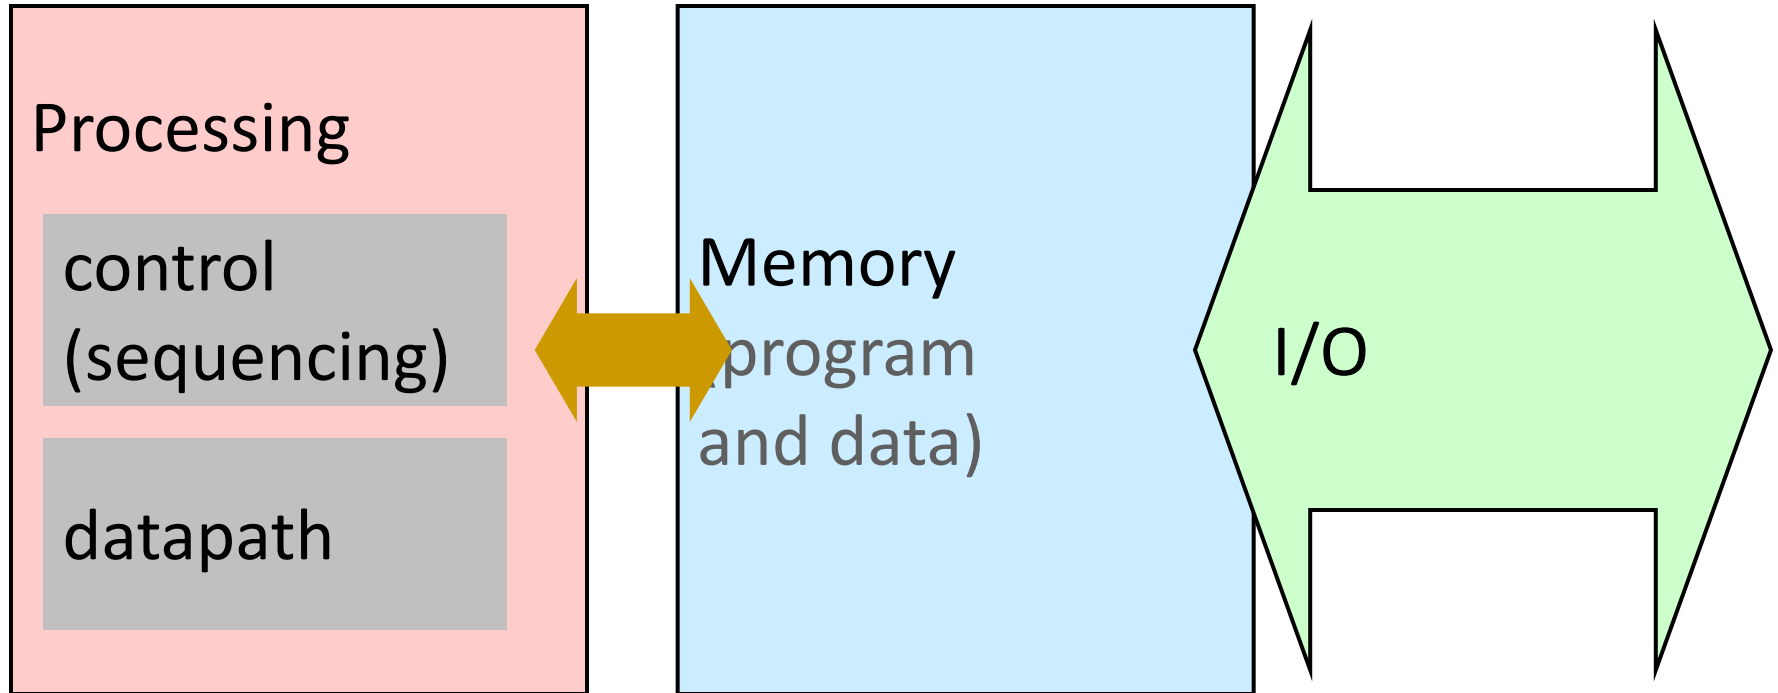 Processing
control
(sequencing)
datapath
Memory
(program
and data)
I/O